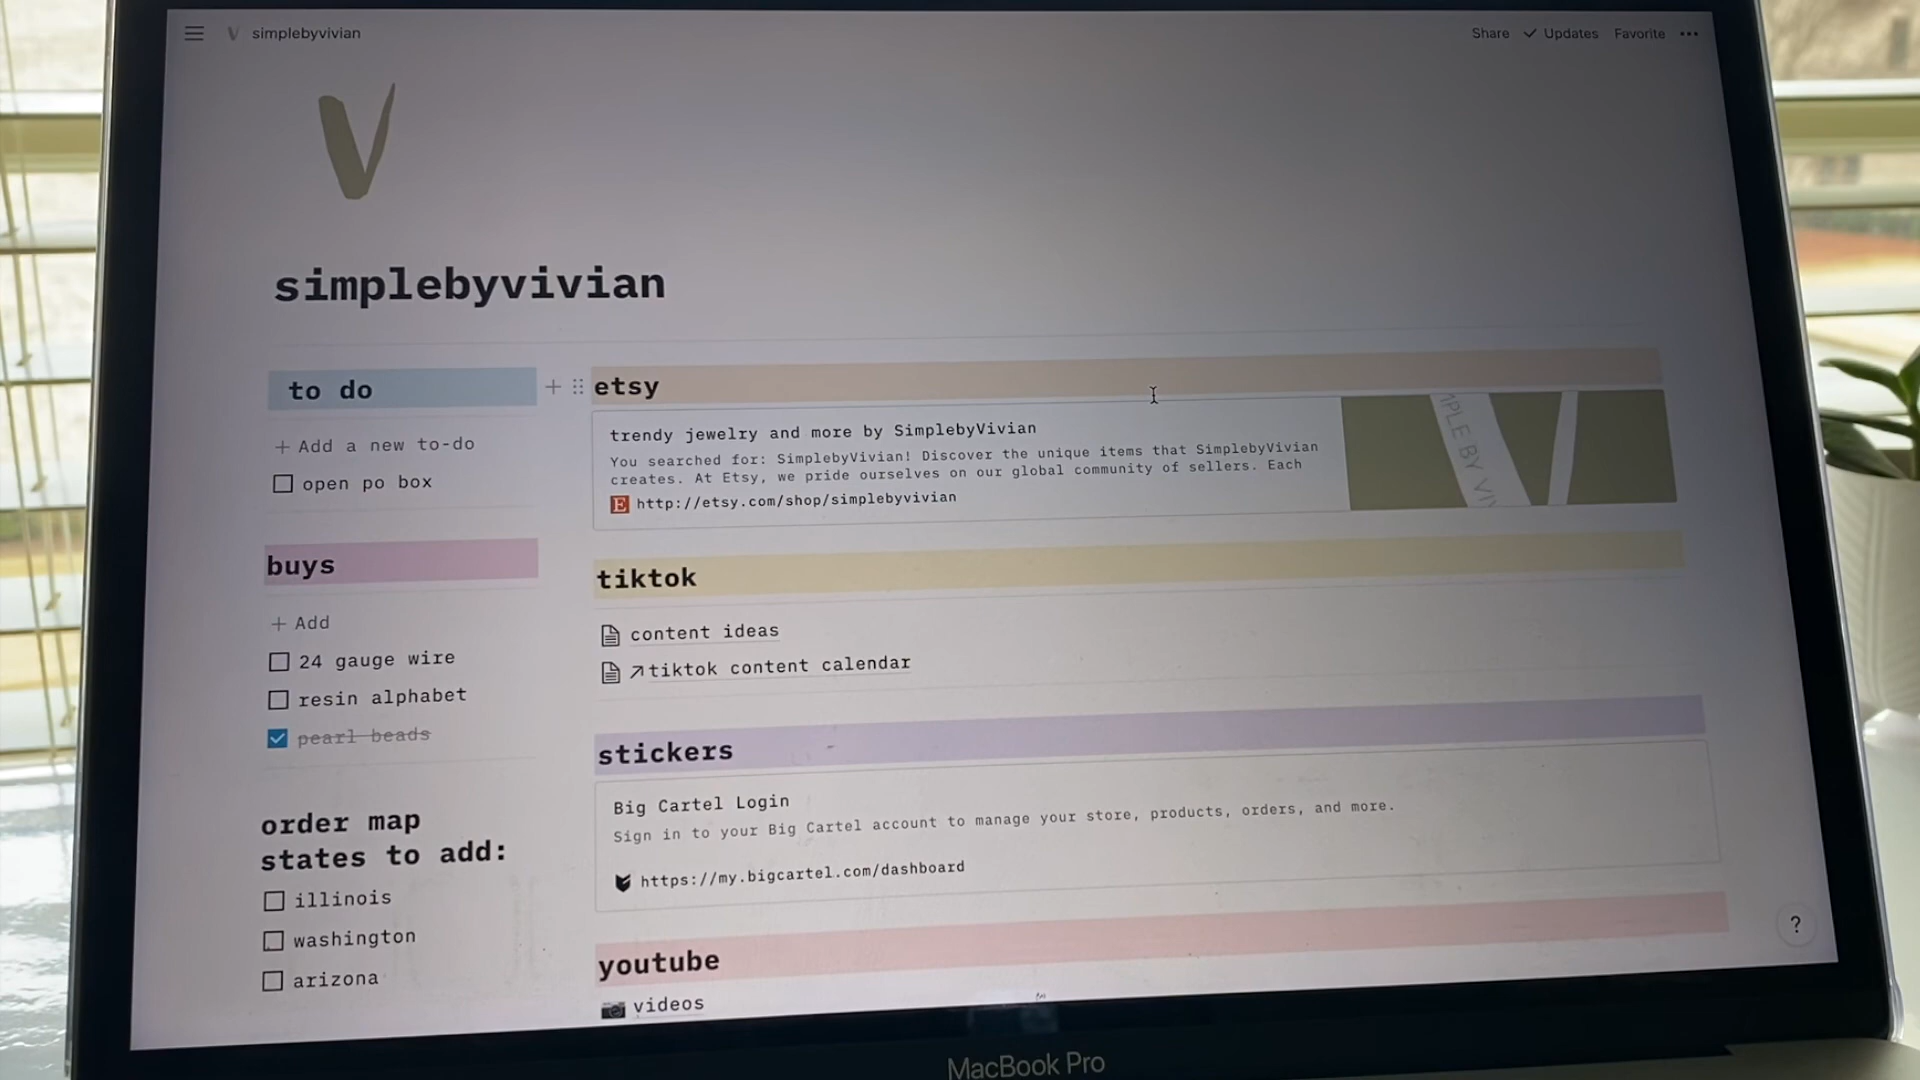 simplebyvivian
Share ✓ Updates Favorite •••
V
simplebyvivian
to do
+ Add a new to-do
open po box
buys
+ Add
24 gauge wire
resin alphabet
pearl beads
order map
states to add:
illinois
washington
arizona
etsy
trendy jewelry and more by SimplebyVivian
You searched for: SimplebyVivian! Discover the unique items that SimplebyVivian
creates. At Etsy, we pride ourselves on our global community of sellers. Each
E http://etsy.com/shop/simplebyvivian
tiktok
content ideas
↗tiktok content calendar
stickers
Big Cartel Login
Sign in to your Big Cartel account to manage your store, products, orders, and more.
https://my.bigcartel.com/dashboard
youtube
videos
?
MacBook Pro